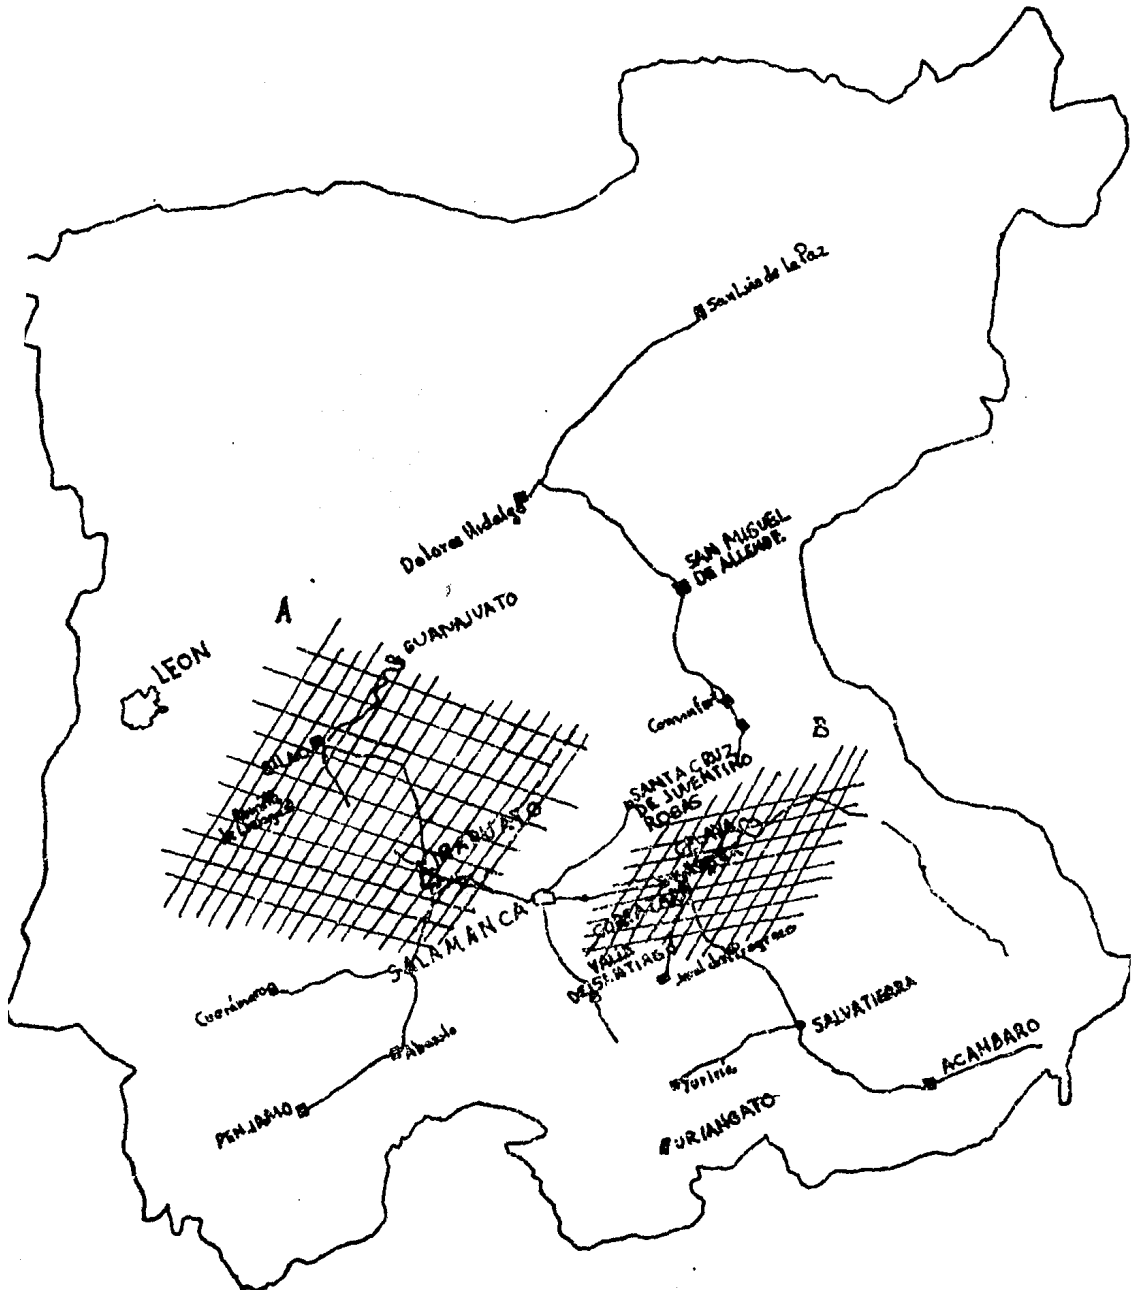 San Luis de la Paz
Dolores Hidalgo
SAN MIGUEL
DE ALLENDE
A
GUANAJUATO
LEON
B
SILAO
SANTA CRUZ
DE JUVENTINO
ROSAS
IRAPUATO
CELAYA
CORTAZAR
SALAMANCA
VALLE
DE SANTIAGO
Cuerámaro
SALVATIERRA
Abasolo
ACAMBARO
Yuriria
PENJAMO
URIANGATO